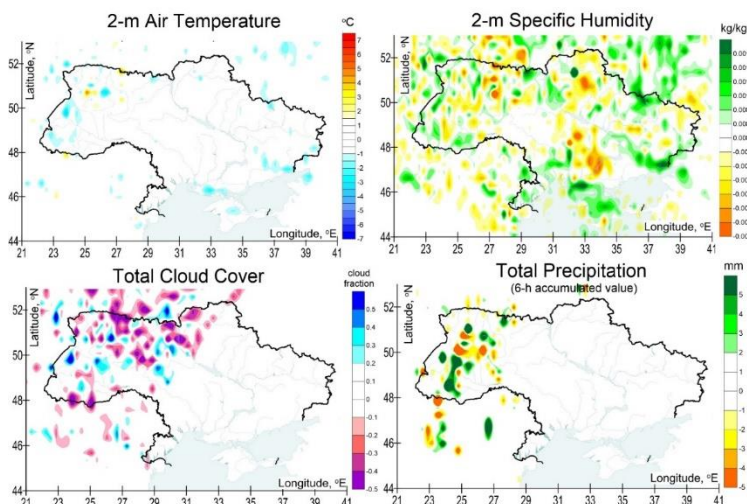 2-m Air Temperature
°C
Latitude, °N
52
50
48
46
44
Longitude, °E
21 23 25 27 29 31 33 35 37 39 41
7
6
5
4
3
2
1
0
-1
-2
-3
-4
-5
-6
-7
2-m Specific Humidity
kg/kg
Latitude, °N
52
50
48
46
44
Longitude, °E
21 23 25 27 29 31 33 35 37 39 41
Total Cloud Cover
cloud
fraction
Latitude, °N
52
50
48
46
44
Longitude, °E
21 23 25 27 29 31 33 35 37 39 41
0.5
0.4
0.3
0.2
0.1
0
-0.1
-0.2
-0.3
-0.4
-0.5
Total Precipitation
(6-h accumulated value)
mm
Latitude, °N
52
50
48
46
44
Longitude, °E
21 23 25 27 29 31 33 35 37 39 41
5
4
3
2
-2
-3
-4
-5